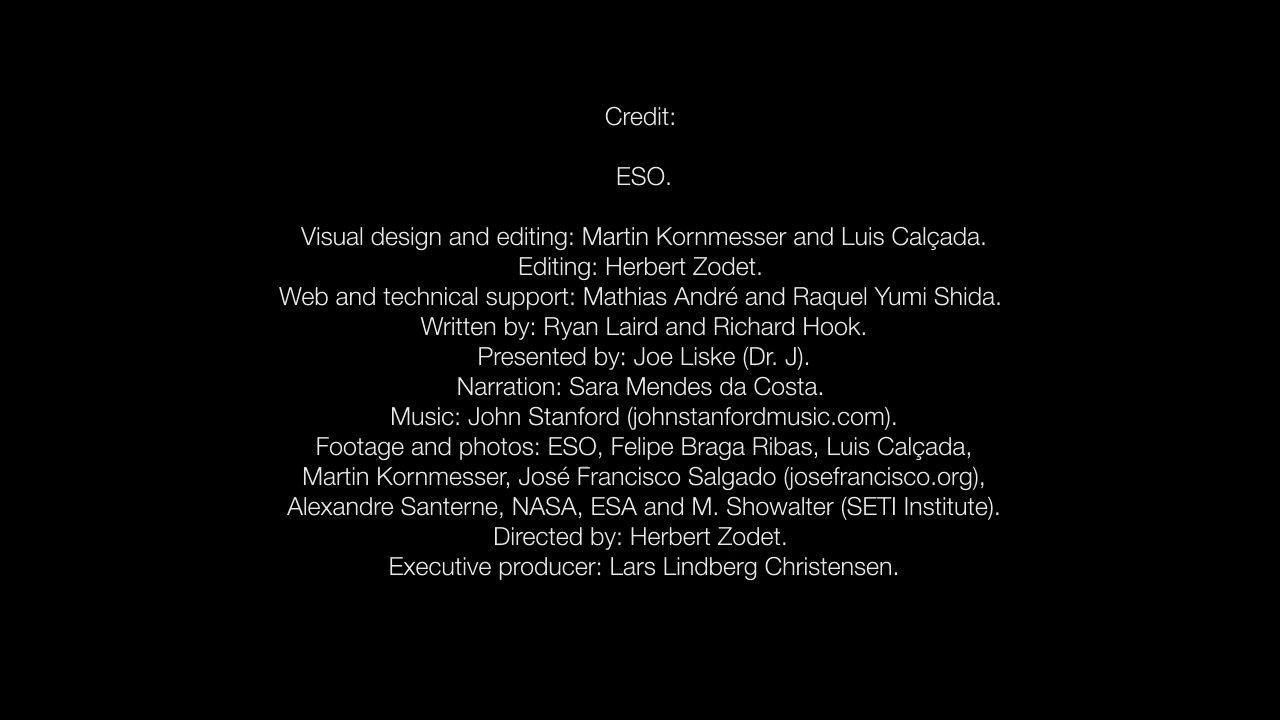 Credit:
ESO.
Visual design and editing: Martin Kornmesser and Luis Calçada.
Editing: Herbert Zodet.
Web and technical support: Mathias André and Raquel Yumi Shida.
Written by: Ryan Laird and Richard Hook.
Presented by: Joe Liske (Dr. J).
Narration: Sara Mendes da Costa.
Music: John Stanford (johnstanfordmusic.com).
Footage and photos: ESO, Felipe Braga Ribas, Luis Calçada,
Martin Kornmesser, José Francisco Salgado (josefrancisco.org),
Alexandre Santerne, NASA, ESA and M. Showalter (SETI Institute).
Directed by: Herbert Zodet.
Executive producer: Lars Lindberg Christensen.